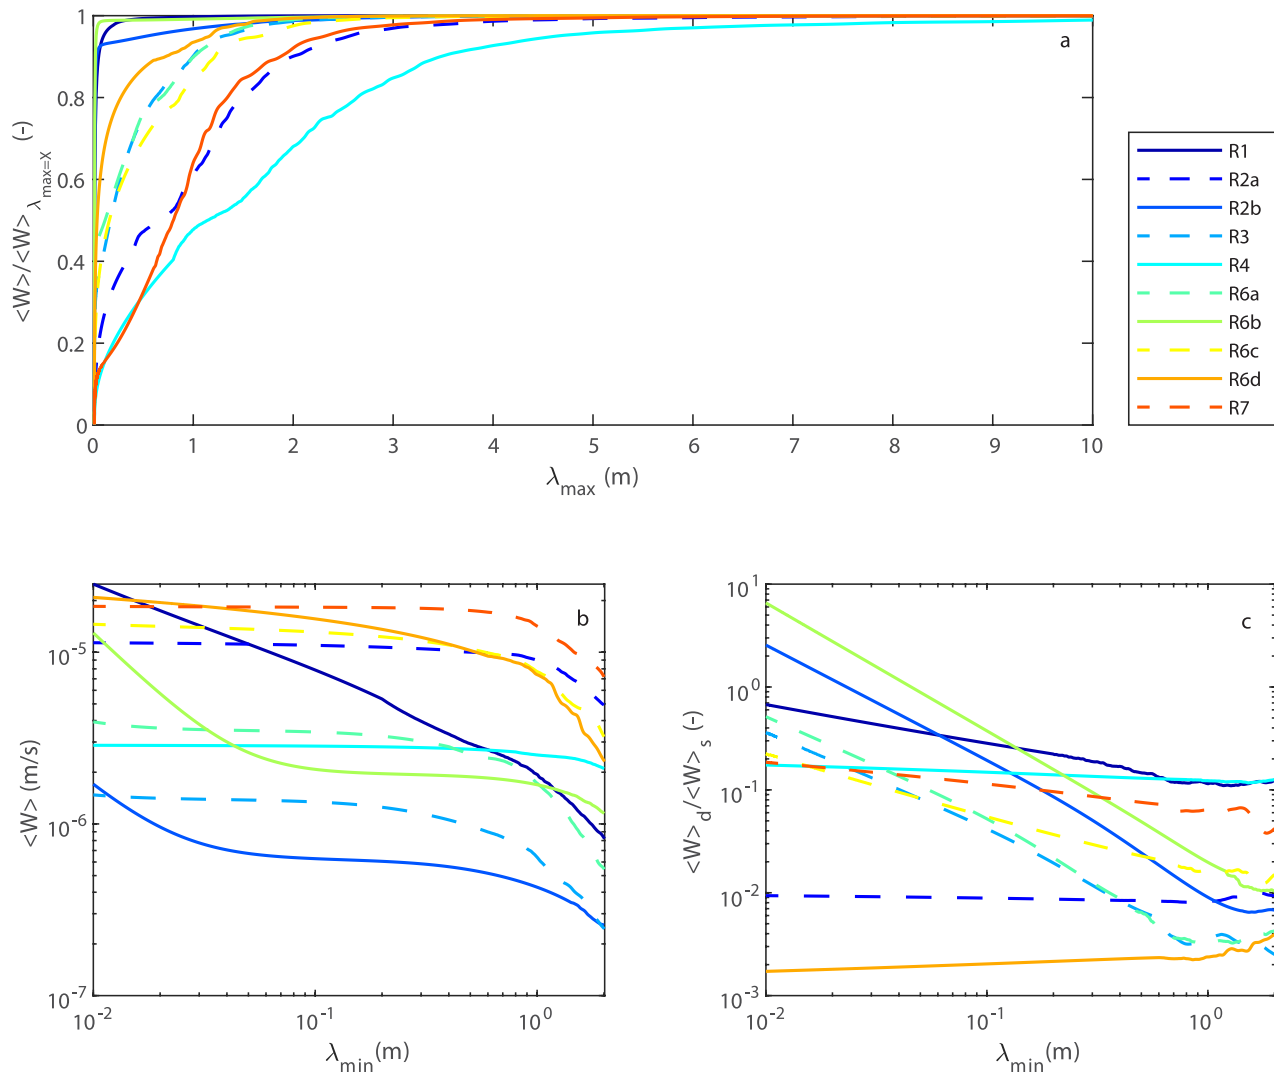 <W>/<W> λmax=X (-)
1
0.8
0.6
0.4
0.2
0
a
0 1 2 3 4 5 6 7 8 9 10
λmax (m)
R1
R2a
R2b
R3
R4
R6a
R6b
R6c
R6d
R7
<W> (m/s)
10-5
10-6
10-7
b
10-2 10-1 100
λmin(m)
<W>d/<W>s (-)
101
100
10-1
10-2
10-3
c
10-2 10-1 100
λmin(m)